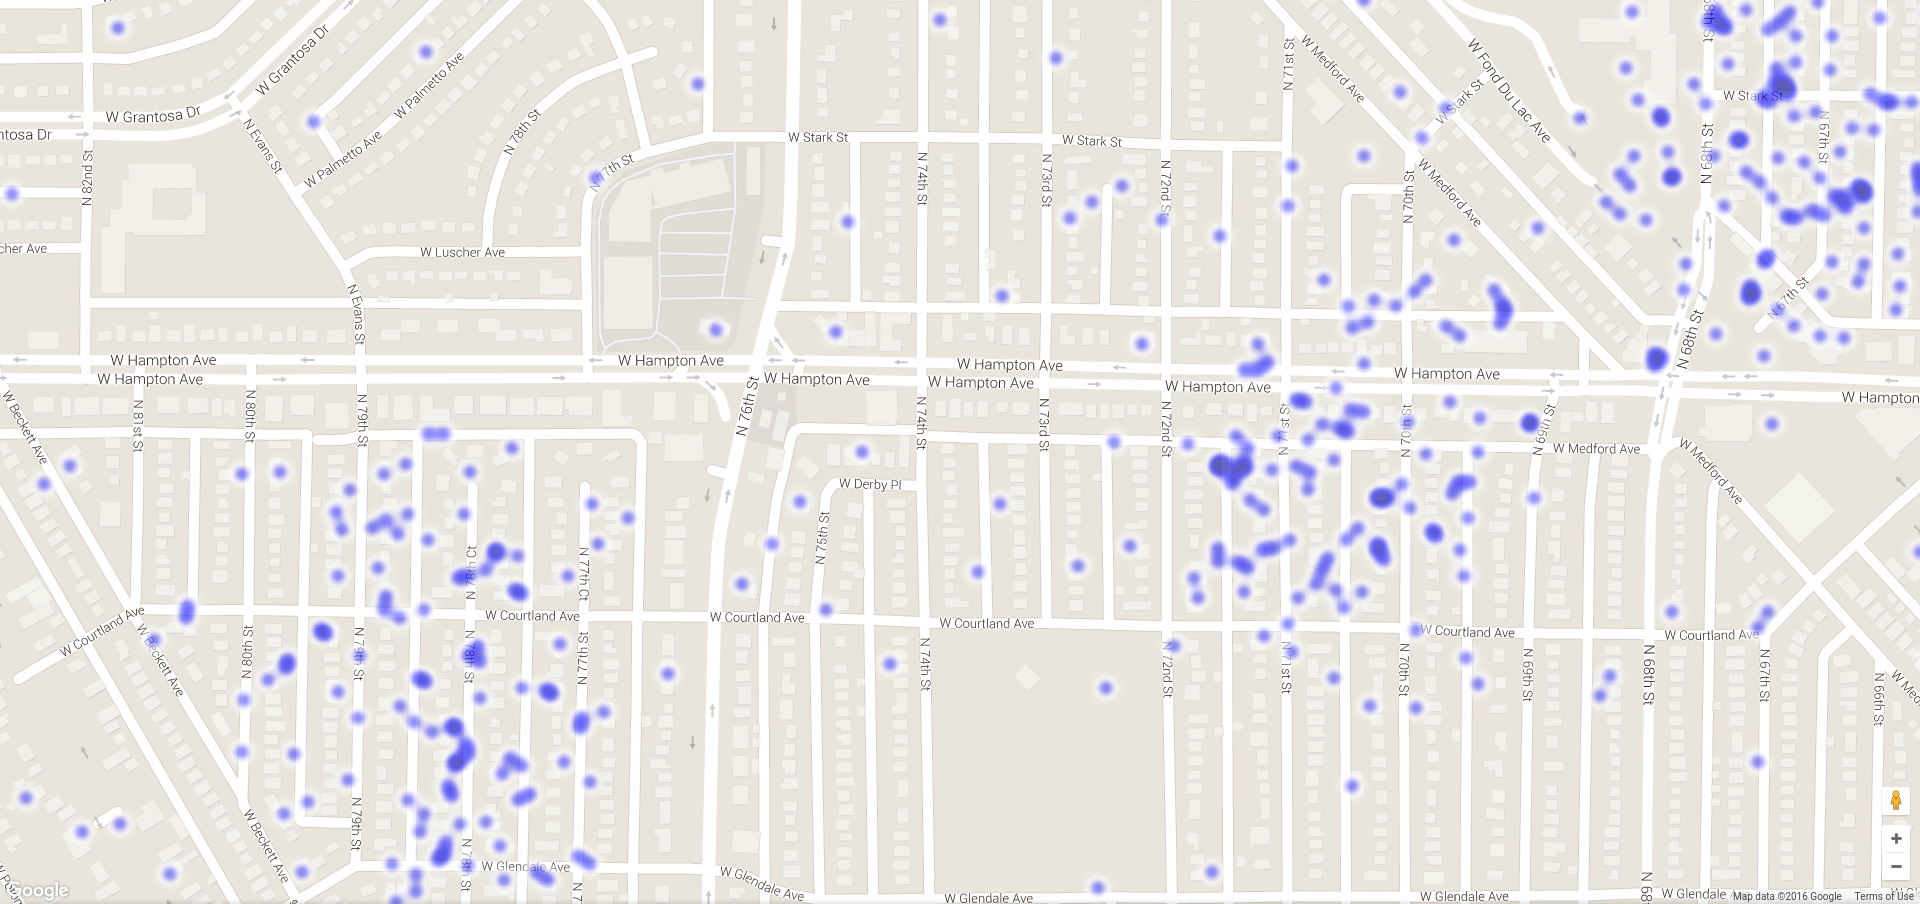 W Grantosa Dr
W Palmetto Ave
N 78th St
W Stark St
W Stark St
N 71st St
W Medford Ave
W Fond Du Lac Ave
W Stark St
W Stark St
W Grantosa Dr
N Evans St
W Palmetto Ave
N 77th St
N 82nd St
N 74th St
N 73rd St
N 72nd St
N 70th St
W Medford Ave
N 68th St
N 67th St
W Luscher Ave
N Evans St
N 67th St
N 68th St
W Hampton Ave
W Hampton Ave
W Hampton Ave
W Hampton Ave
W Hampton Ave
W Hampton Ave
W Hampton Ave
W Hampton Ave
W Hampton
W Beckett Ave
N 81st St
N 80th St
N 79th St
N 76th St
N 74th St
N 73rd St
N 72nd St
N 71st St
N 70th St
N 69th St
W Medford Ave
W Medford Ave
W Derby Pl
N 75th St
N 78th Ct
N 77th Ct
W Courtland Ave
W Courtland Ave
W Courtland Ave
W Courtland Ave
W Courtland Ave
W Courtland Ave
W Beckett Ave
N 80th St
N 79th St
N 78th St
N 77th St
N 74th St
N 72nd St
N 71st St
N 70th St
N 69th St
N 68th St
N 67th St
N 66th St
W Beckett Ave
N 79th St
N 78th St
W Glendale Ave
W Glendale Ave
W Glendale Ave
W Glendale Ave
W Glendale
Google
Map data ©2016 Google
Terms of Use